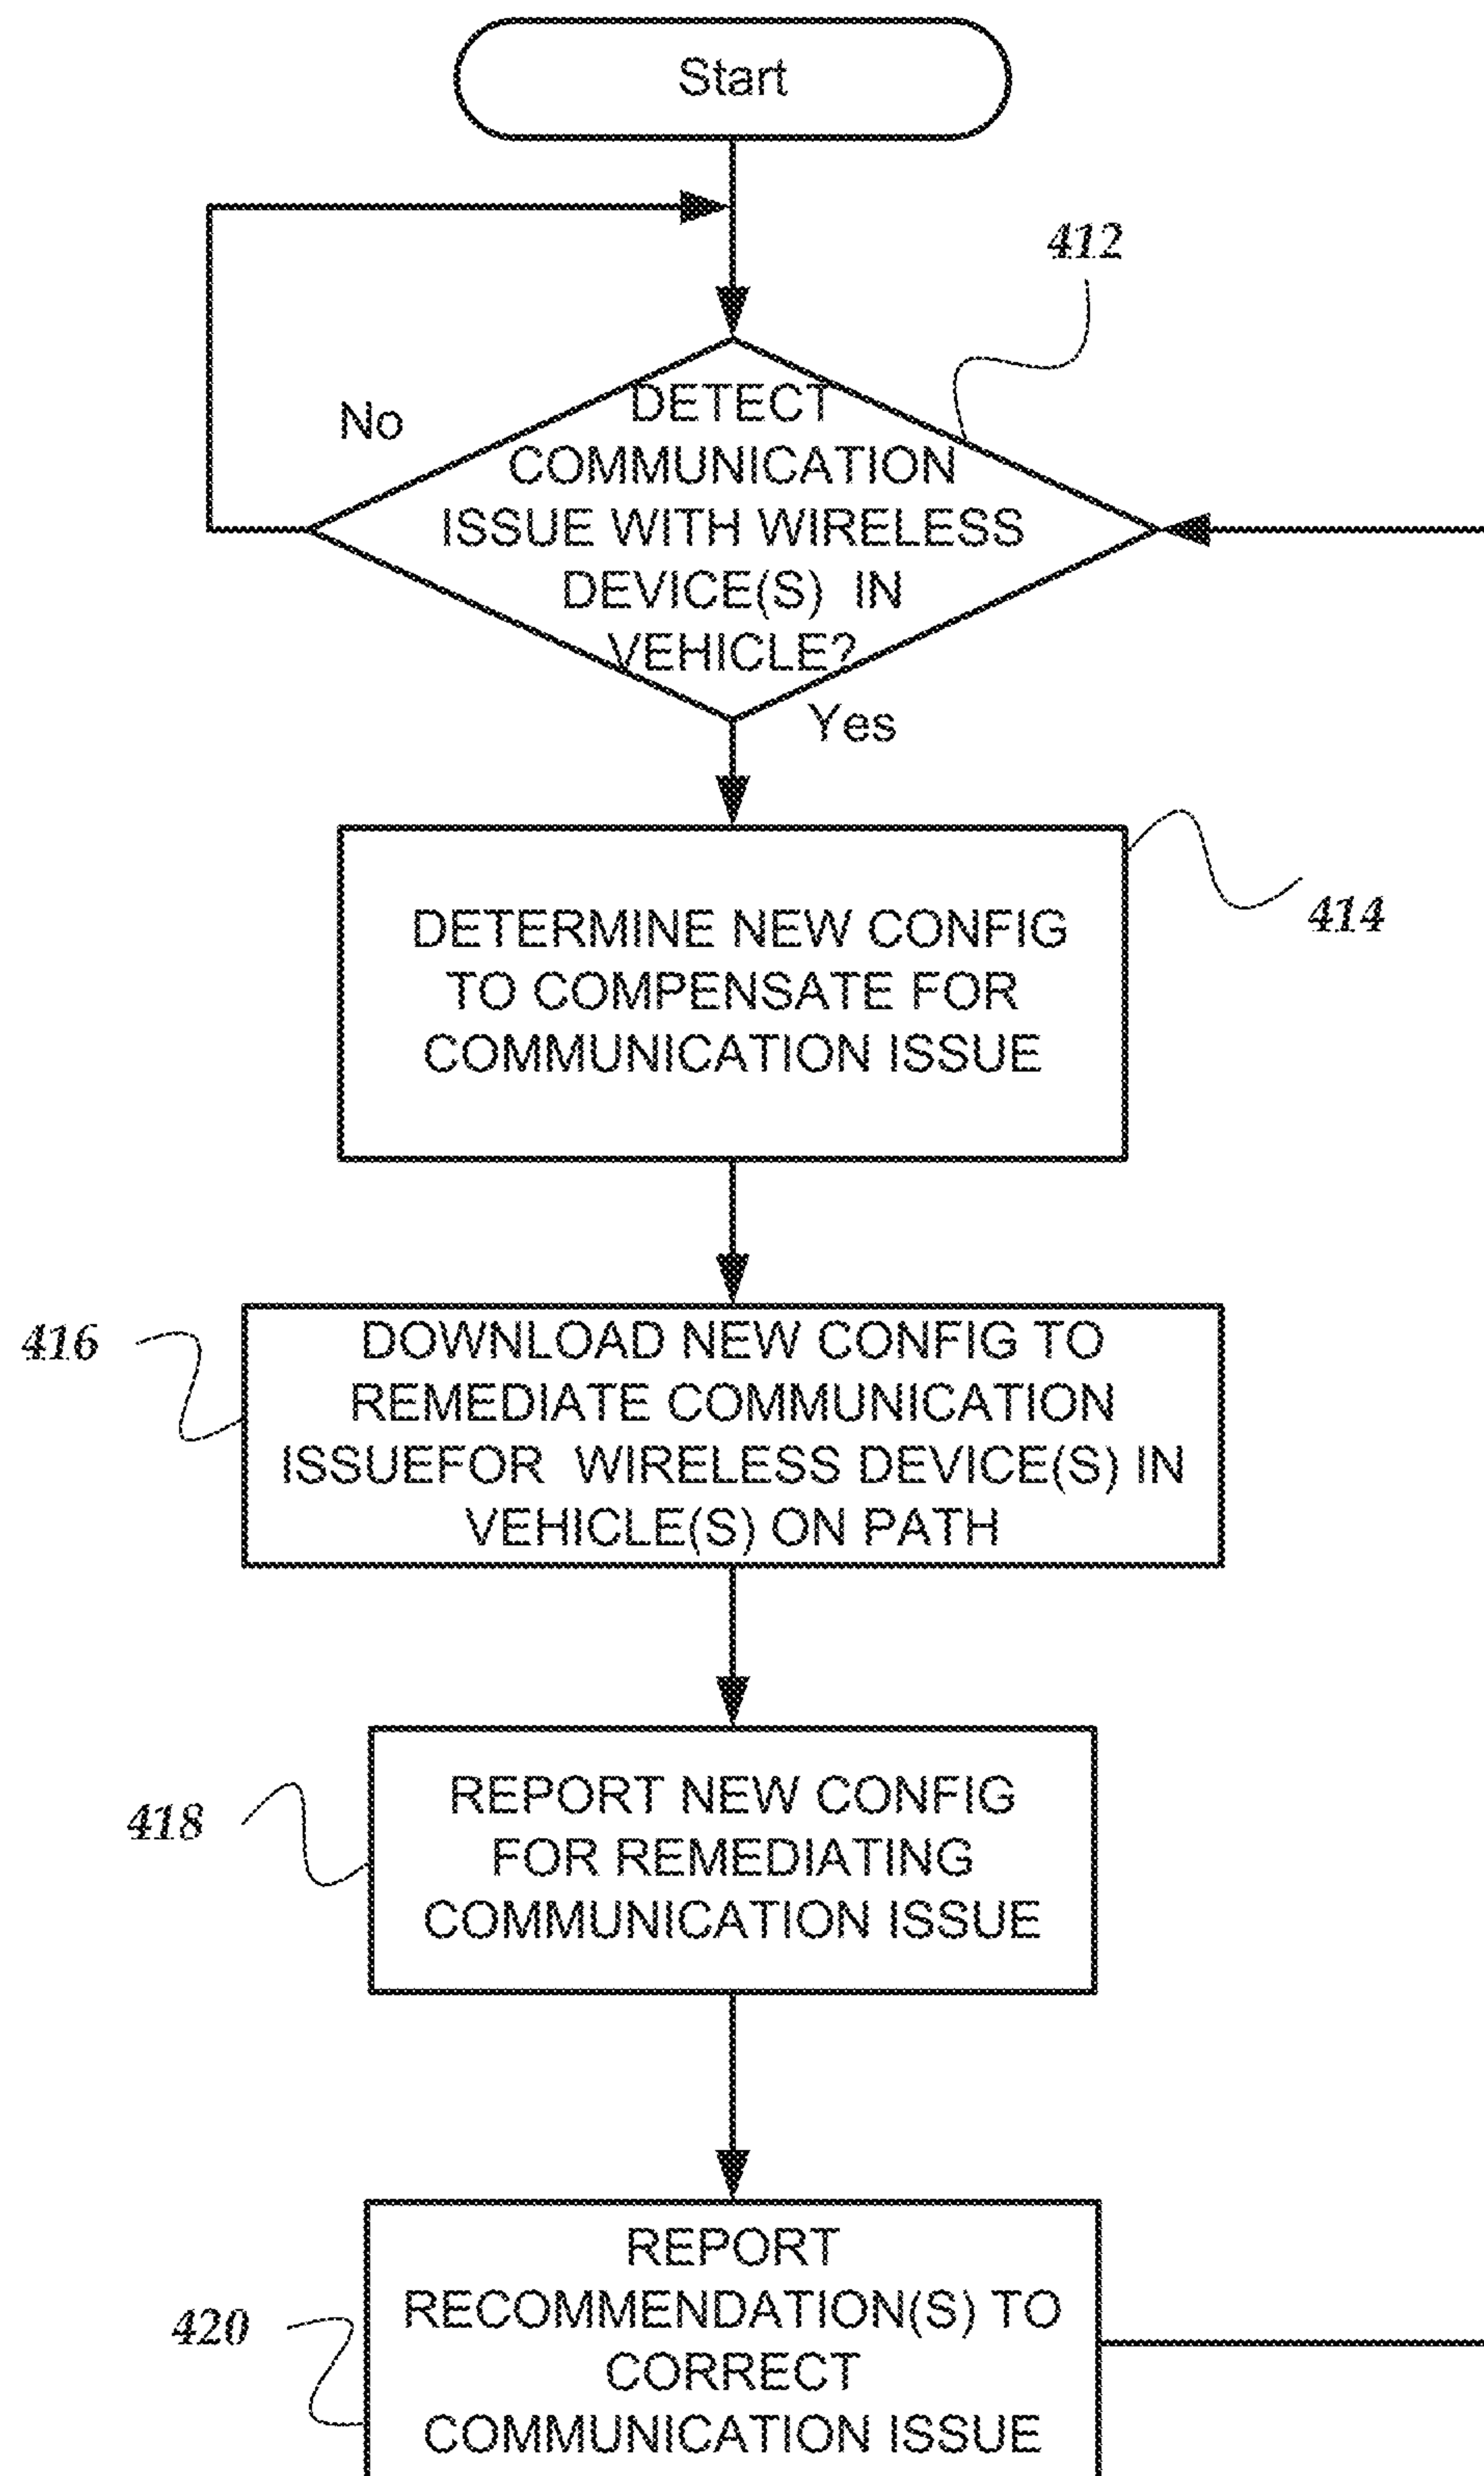 Start
412
No
DETECT
COMMUNICATION
ISSUE WITH WIRELESS
DEVICE(S) IN
VEHICLE?
Yes
414
DETERMINE NEW CONFIG
TO COMPENSATE FOR
COMMUNICATION ISSUE
416
DOWNLOAD NEW CONFIG TO
REMEDIATE COMMUNICATION
ISSUEFOR WIRELESS DEVICE(S) IN
VEHICLE(S) ON PATH
418
REPORT NEW CONFIG
FOR REMEDIATING
COMMUNICATION ISSUE
420
REPORT
RECOMMENDATION(S) TO
CORRECT
COMMUNICATION ISSUE